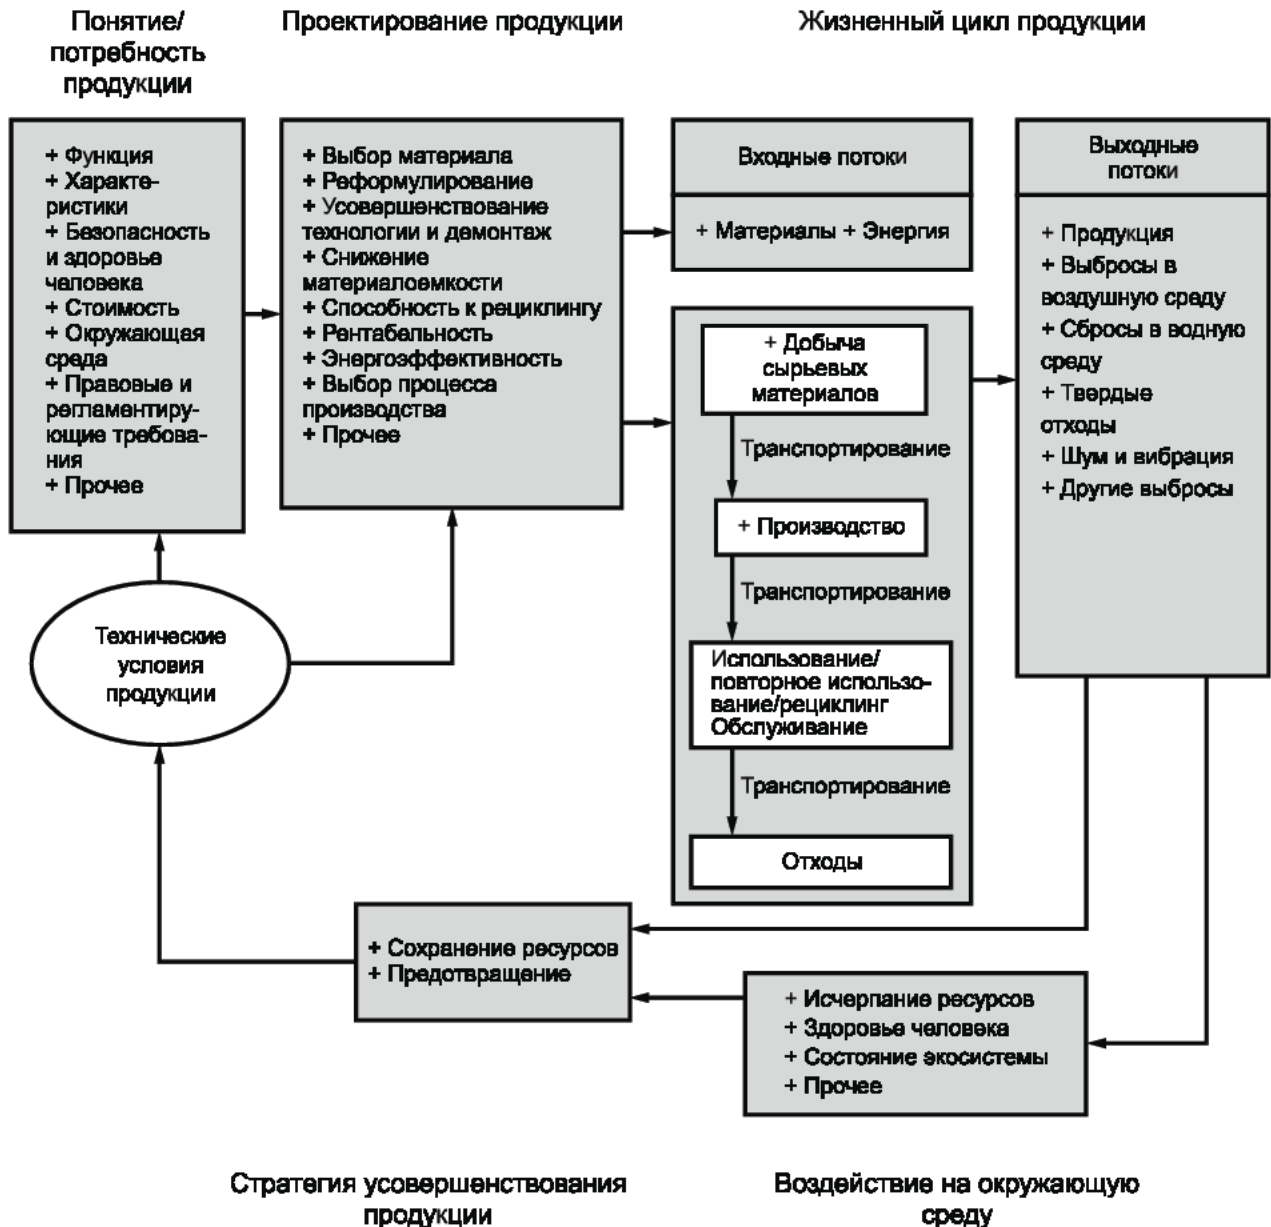 Понятие/
потребность
продукции
Проектирование продукции
Жизненный цикл продукции
+ Функция
+ Характе-
ристики
+ Безопасность
и здоровье
человека
+ Стоимость
+ Окружающая
среда
+ Правовые и
регламентиру-
ющие требова-
ния
+ Прочее
+ Выбор материала
+ Реформулирование
+ Усовершенствование
технологии и демонтаж
+ Снижение
материалоемкости
+ Способность к рециклингу
+ Рентабельность
+ Энергоэффективность
+ Выбор процесса
производства
+ Прочее
Входные потоки
+ Материалы + Энергия
+ Добыча
сырьевых
материалов
Транспортирование
+ Производство
Транспортирование
Использование/
повторное использо-
вание/рециклинг
Обслуживание
Транспортирование
Отходы
Выходные
потоки
+ Продукция
+ Выбросы в
воздушную среду
+ Сбросы в водную
среду
+ Твердые
отходы
+ Шум и вибрация
+ Другие выбросы
Технические
условия
продукции
+ Сохранение ресурсов
+ Предотвращение
+ Исчерпание ресурсов
+ Здоровье человека
+ Состояние экосистемы
+ Прочее
Стратегия усовершенствования
продукции
Воздействие на окружающую
среду